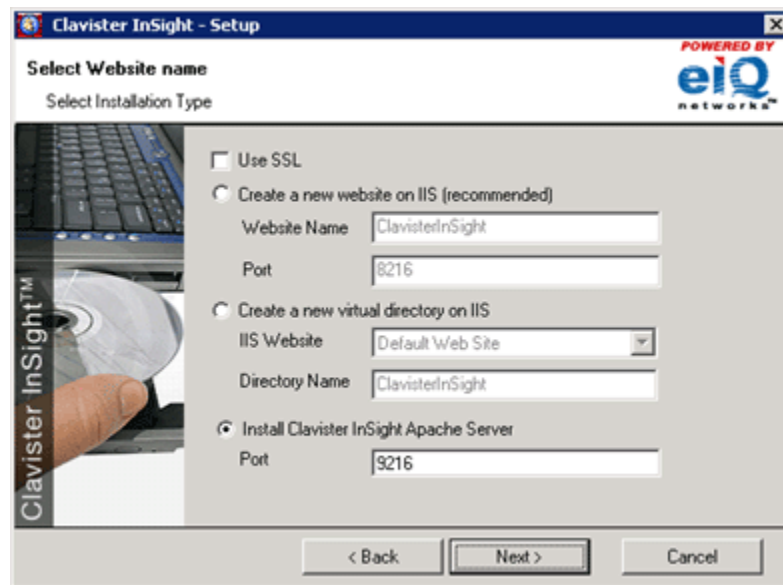 Clavister InSight - Setup
POWERED BY
eiQ
networks™
Select Website name
Select Installation Type
Clavister InSight™
Use SSL
Create a new website on IIS (recommended)
Website Name ClavisterInSight
Port 8216
Create a new virtual directory on IIS
IIS Website Default Web Site
Directory Name ClavisterInSight
Install Clavister InSight Apache Server
Port 9216
< Back Next > Cancel